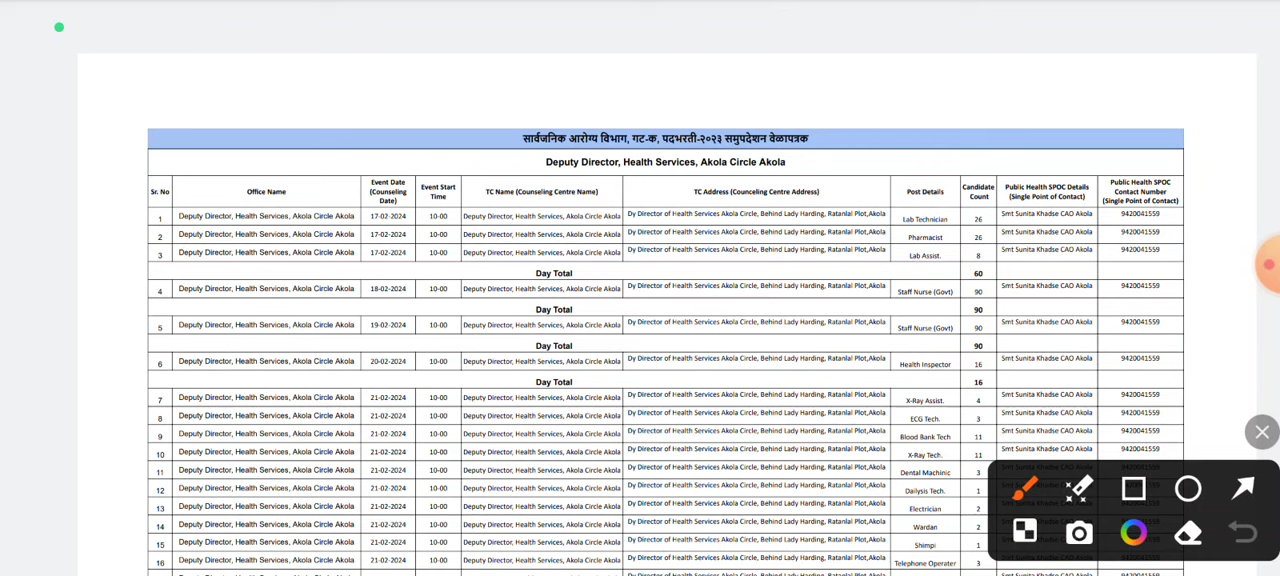 सार्वजनिक आरोग्य विभाग, गट-क, पदभरती-२०२३ समुपदेशन वेळापत्रक
Deputy Director, Health Services, Akola Circle Akola
Sr. No Office Name Event Date (Counseling Date) Event Start Time TC Name (Counseling Centre Name) TC Address (Counceling Centre Address) Post Details Candidate Count Public Health SPOC Details (Single Point of Contact) Public Health SPOC Contact Number (Single Point of Contact)
1 Deputy Director, Health Services, Akola Circle Akola 17-02-2024 10-00 Deputy Director, Health Services, Akola Circle Akola Dy Director of Health Services Akola Circle, Behind Lady Harding, Ratanlal Plot,Akola Lab Technician 26 Smt Sunita Khadse CAO Akola 9420041559
2 Deputy Director, Health Services, Akola Circle Akola 17-02-2024 10-00 Deputy Director, Health Services, Akola Circle Akola Dy Director of Health Services Akola Circle, Behind Lady Harding, Ratanlal Plot,Akola Pharmacist 26 Smt Sunita Khadse CAO Akola 9420041559
3 Deputy Director, Health Services, Akola Circle Akola 17-02-2024 10-00 Deputy Director, Health Services, Akola Circle Akola Dy Director of Health Services Akola Circle, Behind Lady Harding, Ratanlal Plot,Akola Lab Assist. 8 Smt Sunita Khadse CAO Akola 9420041559
Day Total 60
4 Deputy Director, Health Services, Akola Circle Akola 18-02-2024 10-00 Deputy Director, Health Services, Akola Circle Akola Dy Director of Health Services Akola Circle, Behind Lady Harding, Ratanlal Plot,Akola Staff Nurse (Govt) 90 Smt Sunita Khadse CAO Akola 9420041559
Day Total 90
5 Deputy Director, Health Services, Akola Circle Akola 19-02-2024 10-00 Deputy Director, Health Services, Akola Circle Akola Dy Director of Health Services Akola Circle, Behind Lady Harding, Ratanlal Plot,Akola Staff Nurse (Govt) 90 Smt Sunita Khadse CAO Akola 9420041559
Day Total 90
6 Deputy Director, Health Services, Akola Circle Akola 20-02-2024 10-00 Deputy Director, Health Services, Akola Circle Akola Dy Director of Health Services Akola Circle, Behind Lady Harding, Ratanlal Plot,Akola Health Inspector 16 Smt Sunita Khadse CAO Akola 9420041559
Day Total 16
7 Deputy Director, Health Services, Akola Circle Akola 21-02-2024 10-00 Deputy Director, Health Services, Akola Circle Akola Dy Director of Health Services Akola Circle, Behind Lady Harding, Ratanlal Plot,Akola X-Ray Assist. 4 Smt Sunita Khadse CAO Akola 9420041559
8 Deputy Director, Health Services, Akola Circle Akola 21-02-2024 10-00 Deputy Director, Health Services, Akola Circle Akola Dy Director of Health Services Akola Circle, Behind Lady Harding, Ratanlal Plot,Akola ECG Tech. 3 Smt Sunita Khadse CAO Akola 9420041559
9 Deputy Director, Health Services, Akola Circle Akola 21-02-2024 10-00 Deputy Director, Health Services, Akola Circle Akola Dy Director of Health Services Akola Circle, Behind Lady Harding, Ratanlal Plot,Akola Blood Bank Tech 11 Smt Sunita Khadse CAO Akola 9420041559
10 Deputy Director, Health Services, Akola Circle Akola 21-02-2024 10-00 Deputy Director, Health Services, Akola Circle Akola Dy Director of Health Services Akola Circle, Behind Lady Harding, Ratanlal Plot,Akola X-Ray Tech. 11 Smt Sunita Khadse CAO Akola 9420041559
11 Deputy Director, Health Services, Akola Circle Akola 21-02-2024 10-00 Deputy Director, Health Services, Akola Circle Akola Dy Director of Health Services Akola Circle, Behind Lady Harding, Ratanlal Plot,Akola Dental Machinic 3 Smt Sunita Khadse CAO Akola 9420041559
12 Deputy Director, Health Services, Akola Circle Akola 21-02-2024 10-00 Deputy Director, Health Services, Akola Circle Akola Dy Director of Health Services Akola Circle, Behind Lady Harding, Ratanlal Plot,Akola Dailysis Tech. 1
13 Deputy Director, Health Services, Akola Circle Akola 21-02-2024 10-00 Deputy Director, Health Services, Akola Circle Akola Dy Director of Health Services Akola Circle, Behind Lady Harding, Ratanlal Plot,Akola Electrician 2
14 Deputy Director, Health Services, Akola Circle Akola 21-02-2024 10-00 Deputy Director, Health Services, Akola Circle Akola Dy Director of Health Services Akola Circle, Behind Lady Harding, Ratanlal Plot,Akola Wardan 2
15 Deputy Director, Health Services, Akola Circle Akola 21-02-2024 10-00 Deputy Director, Health Services, Akola Circle Akola Dy Director of Health Services Akola Circle, Behind Lady Harding, Ratanlal Plot,Akola Shimpi 1
16 Deputy Director, Health Services, Akola Circle Akola 21-02-2024 10-00 Deputy Director, Health Services, Akola Circle Akola Dy Director of Health Services Akola Circle, Behind Lady Harding, Ratanlal Plot,Akola Telephone Operater 3